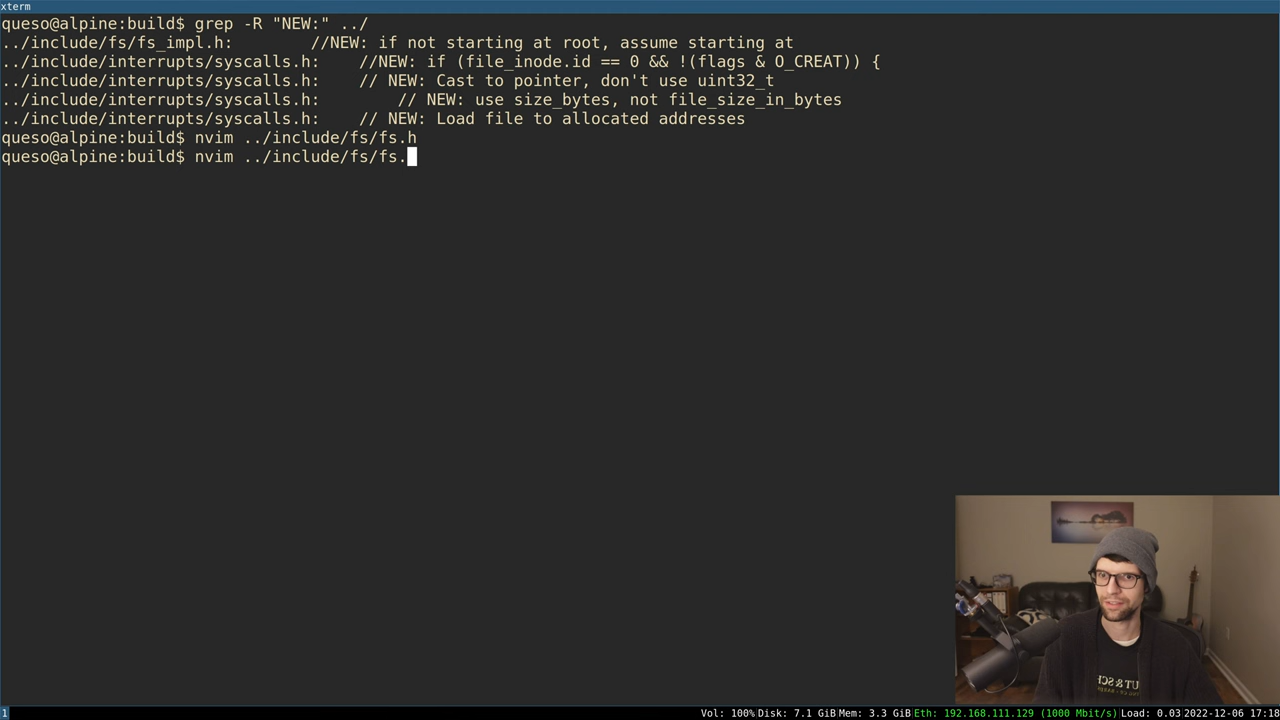 xterm
queso@alpine:build$ grep -R "NEW:" ../
../include/fs/fs_impl.h:        //NEW: if not starting at root, assume starting at
../include/interrupts/syscalls.h:    //NEW: if (file_inode.id == 0 && !(flags & O_CREAT)) {
../include/interrupts/syscalls.h:    // NEW: Cast to pointer, don't use uint32_t
../include/interrupts/syscalls.h:        // NEW: use size_bytes, not file_size_in_bytes
../include/interrupts/syscalls.h:    // NEW: Load file to allocated addresses
queso@alpine:build$ nvim ../include/fs/fs.h
queso@alpine:build$ nvim ../include/fs/fs.
1
Vol: 100% Disk: 7.1 GiB Mem: 3.3 GiB Eth: 192.168.111.129 (1000 Mbit/s) Load: 0.03 2022-12-06 17:18